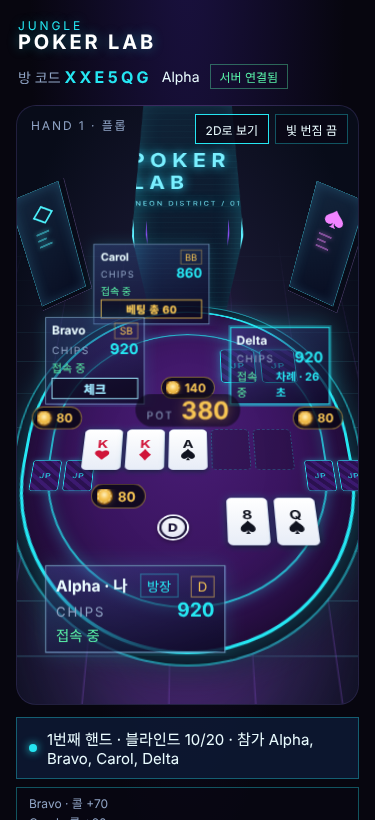 JUNGLE
POKER LAB
방 코드 XXE5QG Alpha 서버 연결됨
HAND 1 · 플롭
2D로 보기 빛 번짐 끔
POKER
LAB
NEON DISTRICT / 01
Carol BB
CHIPS 860
접속 중
베팅 총 60
Bravo SB
CHIPS 920
접속 중
체크
Delta
CHIPS 920
접속 중 차례 · 26초
140
POT 380
80
80
K K A
JP JP
JP JP
80
D
8 Q
Alpha · 나 방장 D
CHIPS 920
접속 중
1번째 핸드 · 블라인드 10/20 · 참가 Alpha,
Bravo, Carol, Delta
Bravo · 콜 +70